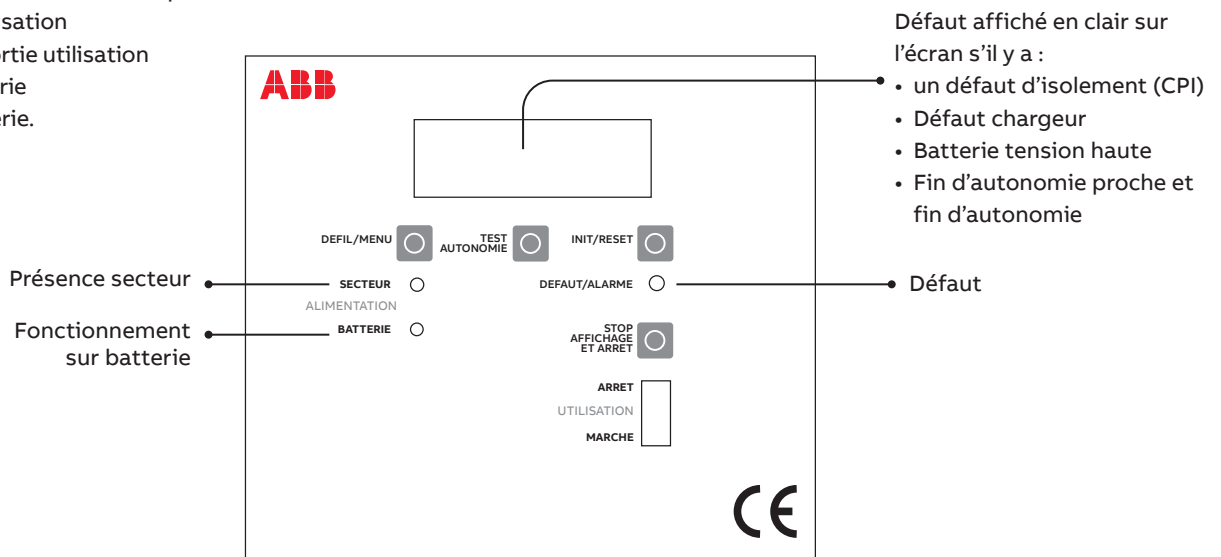 isation
rtie utilisation
rie
érie.
ABB
Défaut affiché en clair sur
l'écran s'il y a :
• un défaut d'isolement (CPI)
• Défaut chargeur
• Batterie tension haute
• Fin d'autonomie proche et
fin d'autonomie
DEFIL/MENU
TEST
AUTONOMIE
INIT/RESET
Présence secteur
SECTEUR
DEFAUT/ALARME
Défaut
ALIMENTATION
Fonctionnement
sur batterie
BATTERIE
STOP
AFFICHAGE
ET ARRET
ARRET
UTILISATION
MARCHE
CE